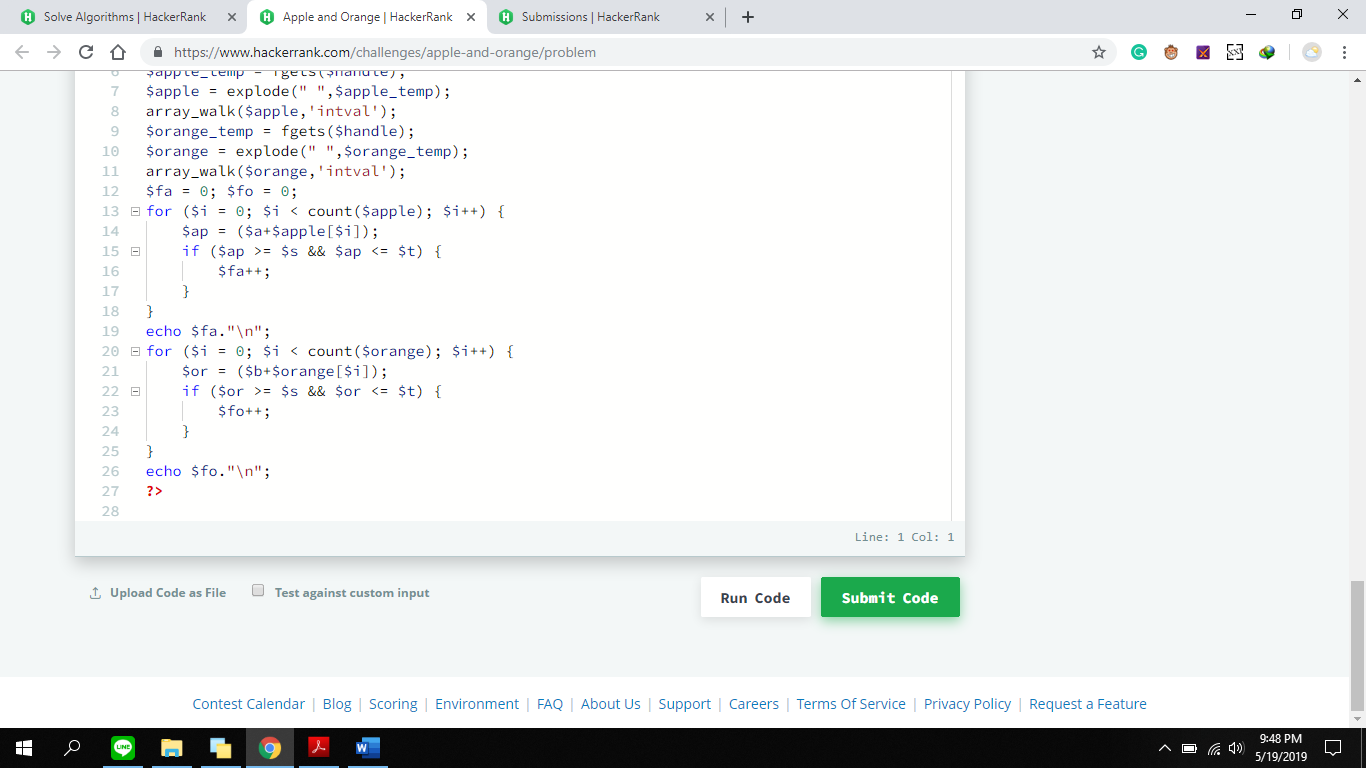 Solve Algorithms | HackerRank
Apple and Orange | HackerRank
Submissions | HackerRank
https://www.hackerrank.com/challenges/apple-and-orange/problem
6 $apple_temp = fgets($handle);
7 $apple = explode(" ",$apple_temp);
8 array_walk($apple,'intval');
9 $orange_temp = fgets($handle);
10 $orange = explode(" ",$orange_temp);
11 array_walk($orange,'intval');
12 $fa = 0; $fo = 0;
13 for ($i = 0; $i < count($apple); $i++) {
14 $ap = ($a+$apple[$i]);
15 if ($ap >= $s && $ap <= $t) {
16 $fa++;
17 }
18 }
19 echo $fa."\n";
20 for ($i = 0; $i < count($orange); $i++) {
21 $or = ($b+$orange[$i]);
22 if ($or >= $s && $or <= $t) {
23 $fo++;
24 }
25 }
26 echo $fo."\n";
27 ?>
28
Line: 1 Col: 1
Upload Code as File
Test against custom input
Run Code
Submit Code
Contest Calendar | Blog | Scoring | Environment | FAQ | About Us | Support | Careers | Terms Of Service | Privacy Policy | Request a Feature
LINE
W
9:48 PM
5/19/2019